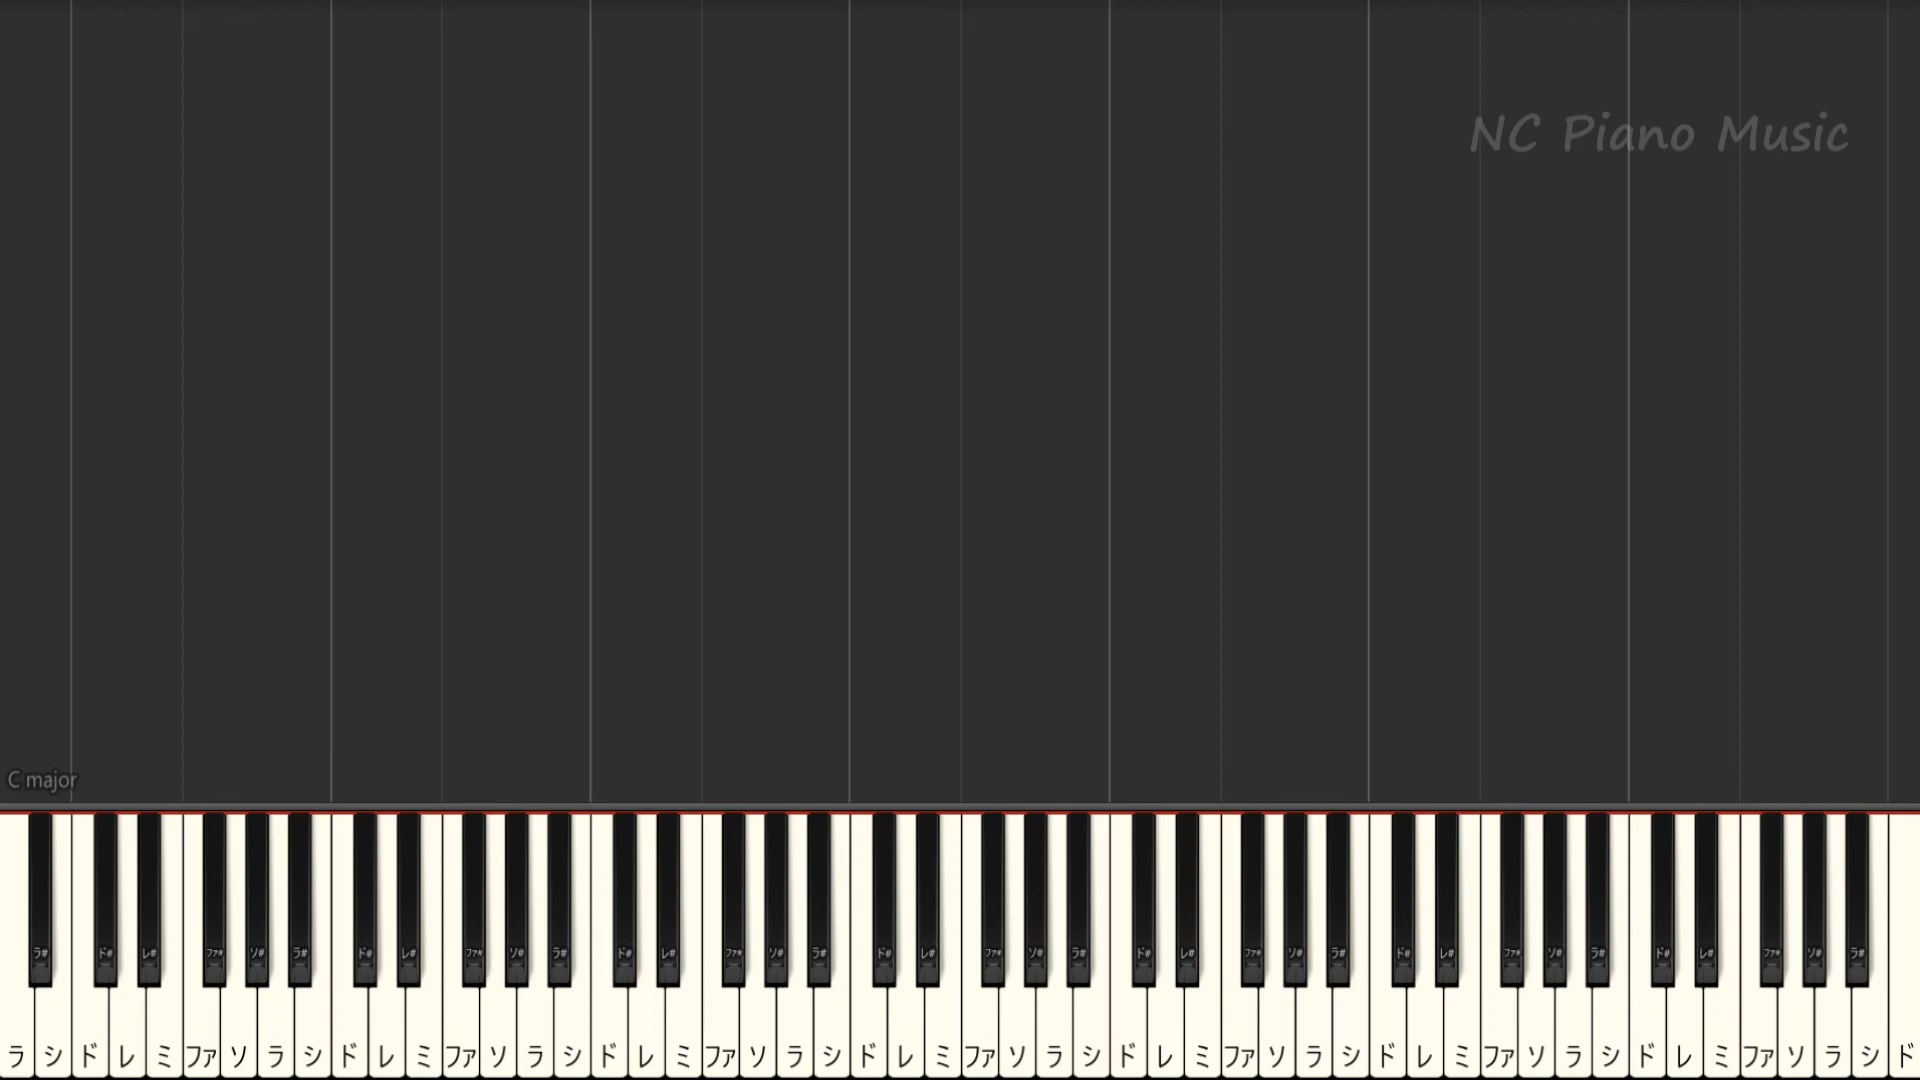 NC Piano Music
C major
ラ# ド# レ# ファ# ソ# ラ# ド# レ# ファ# ソ# ラ# ド# レ# ファ# ソ# ラ# ド# レ# ファ# ソ# ラ# ド# レ# ファ# ソ# ラ# ド# レ# ファ# ソ# ラ# ド# レ# ファ# ソ# ラ#
ラ シ ド レ ミ ファ ソ ラ シ ド レ ミ ファ ソ ラ シ ド レ ミ ファ ソ ラ シ ド レ ミ ファ ソ ラ シ ド レ ミ ファ ソ ラ シ ド レ ミ ファ ソ ラ シ ド レ ミ ファ ソ ラ シ ド